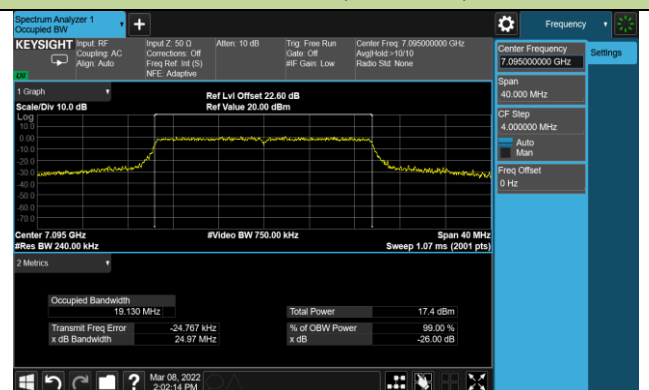 Spectrum Analyzer 1
Occupied BW
Frequency
KEYSIGHT
Input: RF
Coupling: AC
Align: Auto
Input Z: 50 Ω
Corrections: Off
Freq Ref: Int (S)
NFE: Adaptive
Atten: 10 dB
Trig: Free Run
Gate: Off
#IF Gain: Low
Center Freq: 7.095000000 GHz
Avg|Hold:>10/10
Radio Std: None
LXI
Center Frequency
7.095000000 GHz
Settings
Span
40.000 MHz
CF Step
4.000000 MHz
Auto
Man
Freq Offset
0 Hz
1 Graph
Scale/Div 10.0 dB
Ref Lvl Offset 22.60 dB
Ref Value 20.00 dBm
Log
10.0
0.00
-10.0
-20.0
-30.0
-40.0
-50.0
-60.0
-70.0
Center 7.095 GHz
#Res BW 240.00 kHz
#Video BW 750.00 kHz
Span 40 MHz
Sweep 1.07 ms (2001 pts)
2 Metrics
Occupied Bandwidth
19.130 MHz
Transmit Freq Error -24.767 kHz
x dB Bandwidth 24.97 MHz
Total Power 17.4 dBm
% of OBW Power 99.00 %
x dB -26.00 dB
Mar 08, 2022
2:02:14 PM